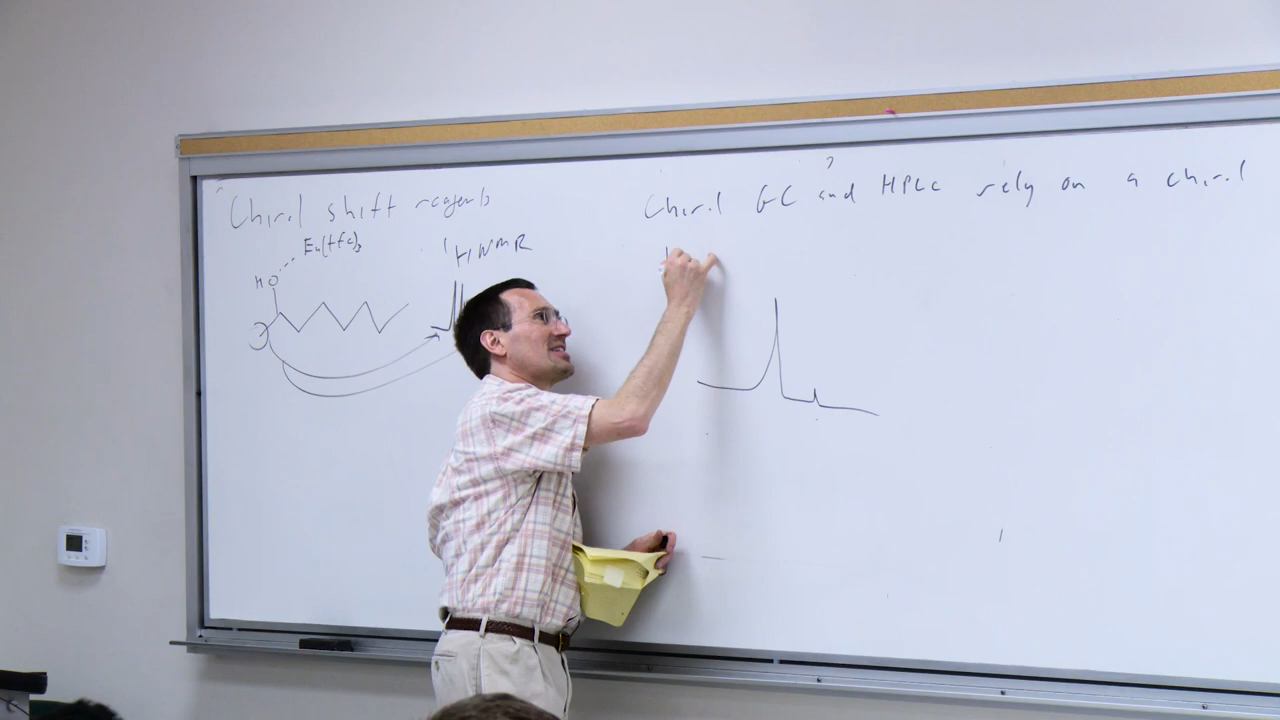 Chiral shift reagents
Eu(tfc)3
HO
1H NMR
Chiral GC and HPLC rely on a chiral